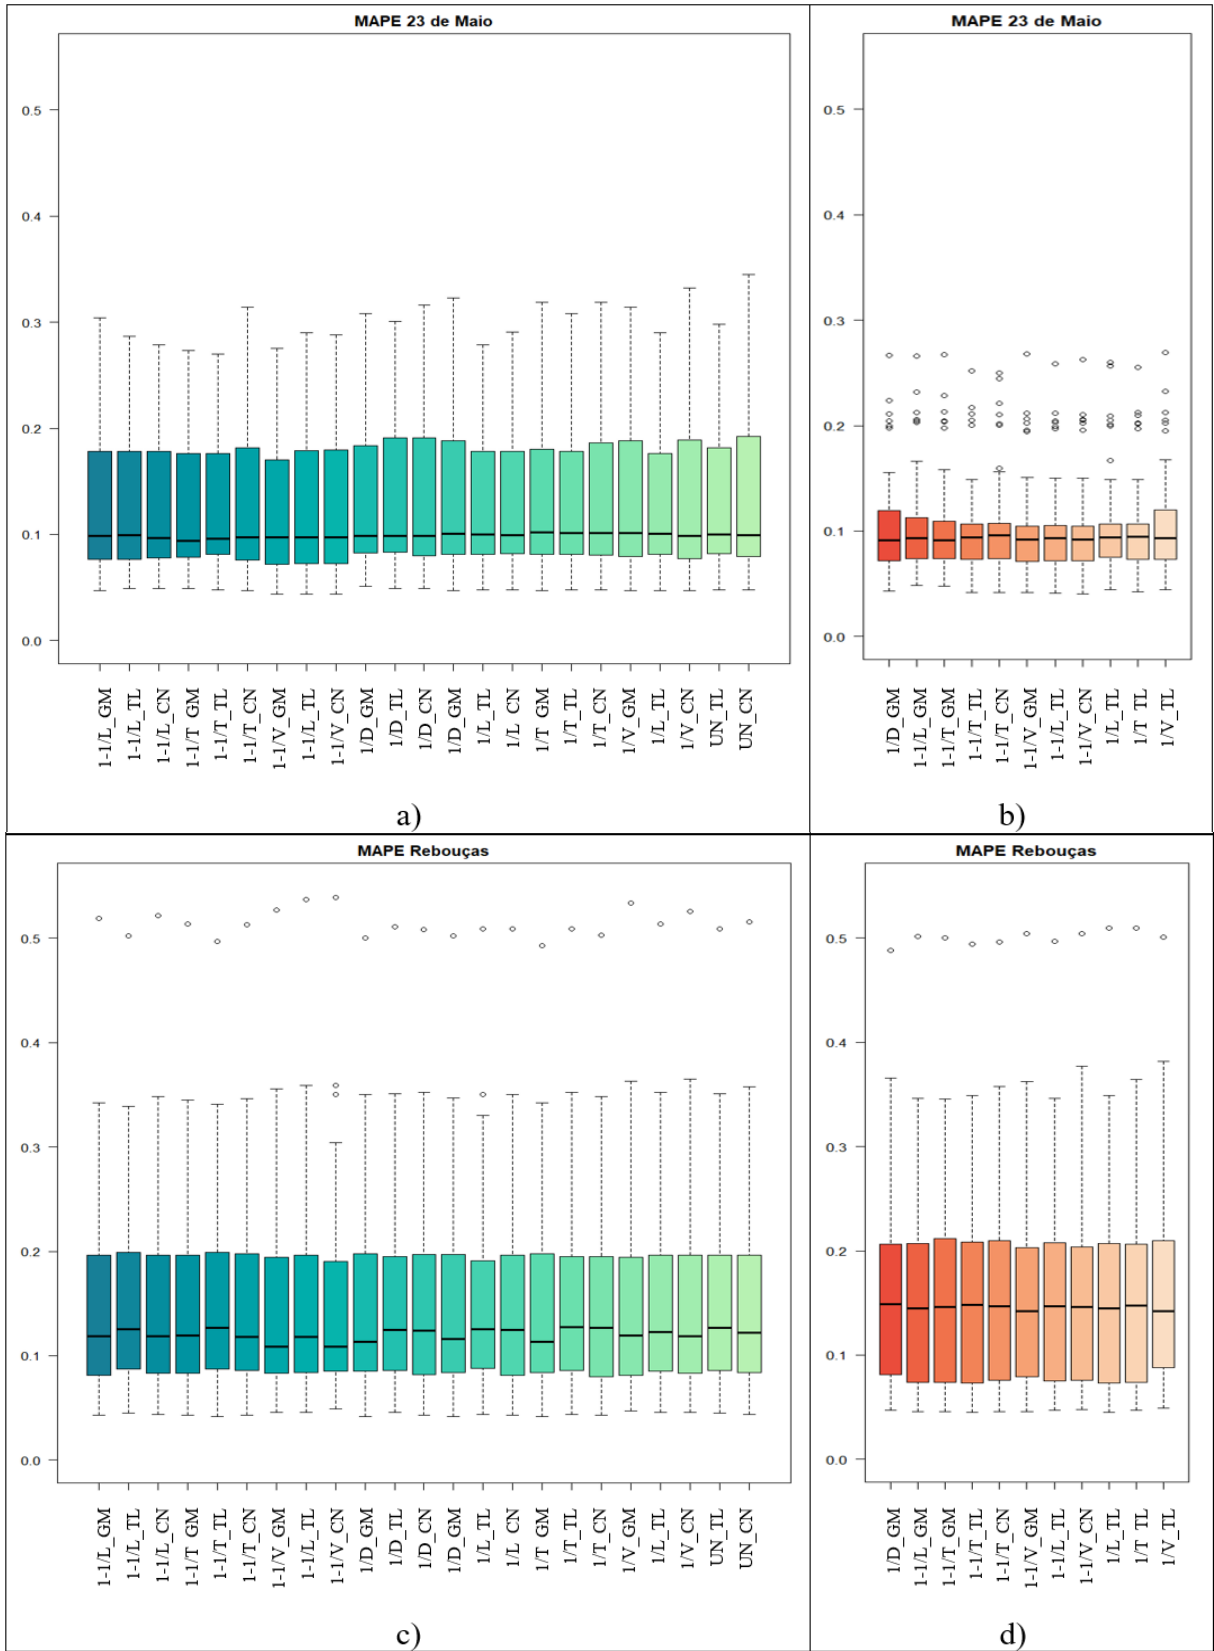 MAPE 23 de Maio
0.5
0.4
0.3
0.2
0.1
0.0
1-1/L_GM
1-1/L_TL
1-1/L_CN
1-1/T_GM
1-1/T_TL
1-1/T_CN
1-1/V_GM
1-1/L_TL
1-1/V_CN
1/D_GM
1/D_TL
1/D_CN
1/D_GM
1/L_TL
1/L_CN
1/T_GM
1/T_TL
1/T_CN
1/V_GM
1/L_TL
1/V_CN
UN_TL
UN_CN
a)
MAPE 23 de Maio
0.5
0.4
0.3
0.2
0.1
0.0
1/D_GM
1-1/L_GM
1-1/T_GM
1-1/T_TL
1-1/T_CN
1-1/V_GM
1-1/L_TL
1-1/V_CN
1/L_TL
1/T_TL
1/V_TL
b)
MAPE Rebouças
0.5
0.4
0.3
0.2
0.1
0.0
1-1/L_GM
1-1/L_TL
1-1/L_CN
1-1/T_GM
1-1/T_TL
1-1/T_CN
1-1/V_GM
1-1/L_TL
1-1/V_CN
1/D_GM
1/D_TL
1/D_CN
1/D_GM
1/L_TL
1/L_CN
1/T_GM
1/T_TL
1/T_CN
1/V_GM
1/L_TL
1/V_CN
UN_TL
UN_CN
c)
MAPE Rebouças
0.5
0.4
0.3
0.2
0.1
0.0
1/D_GM
1-1/L_GM
1-1/T_GM
1-1/T_TL
1-1/T_CN
1-1/V_GM
1-1/L_TL
1-1/V_CN
1/L_TL
1/T_TL
1/V_TL
d)